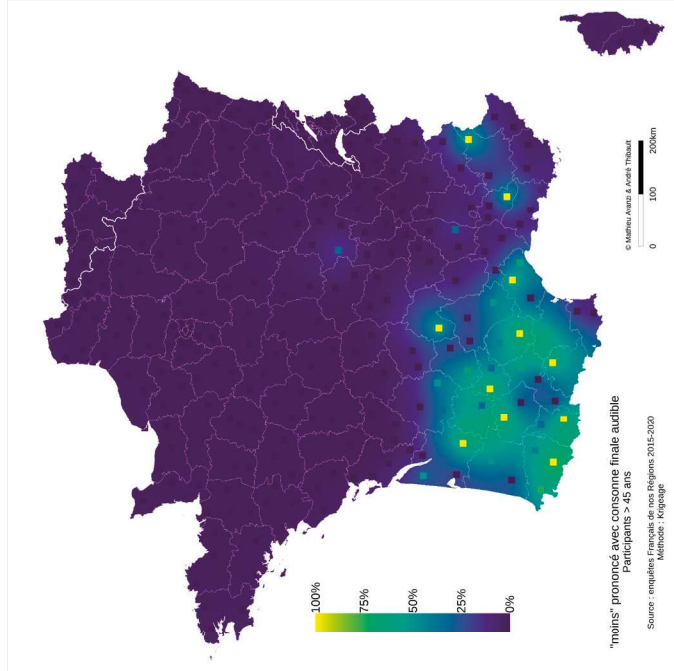 © Mathieu Avanzi & André Thibault
0 100 200km
100%
75%
50%
25%
0%
"moins" prononcé avec consonne finale audible
Participants > 45 ans
Source : enquêtes Français de nos Régions 2015-2020
Méthode : Krigeage